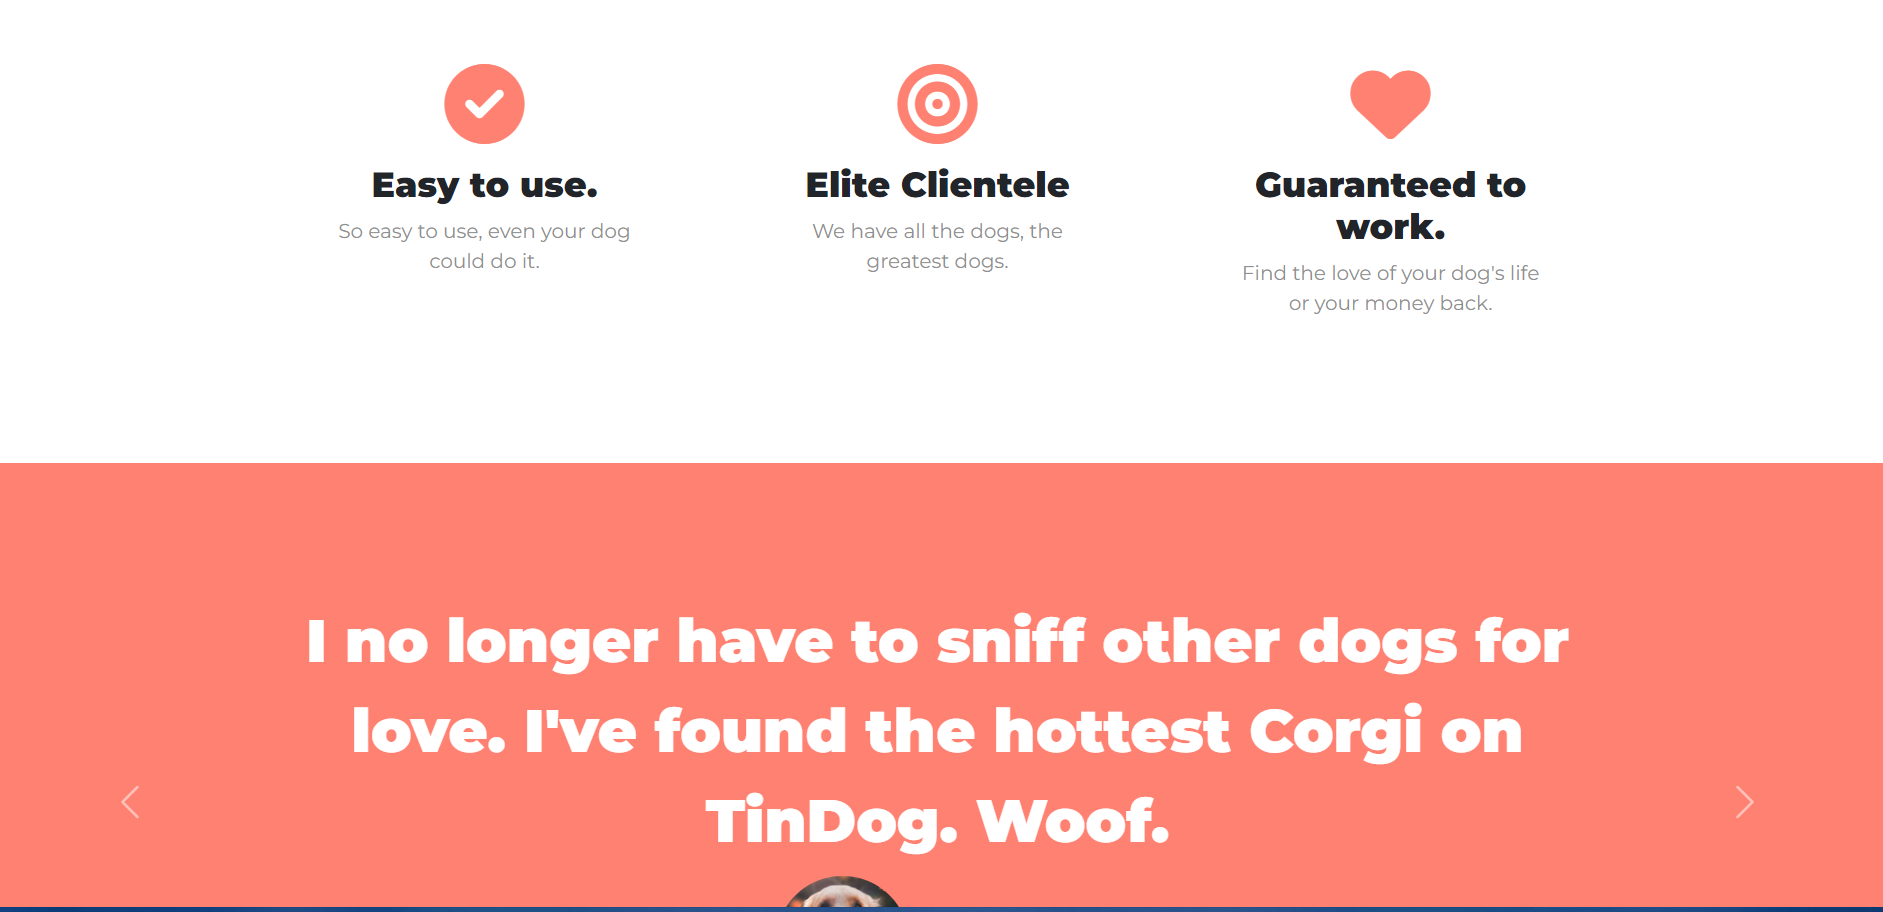 Easy to use.
So easy to use, even your dog
could do it.
Elite Clientele
We have all the dogs, the
greatest dogs.
Guaranteed to
work.
Find the love of your dog's life
or your money back.
I no longer have to sniff other dogs for
love. I've found the hottest Corgi on
TinDog. Woof.